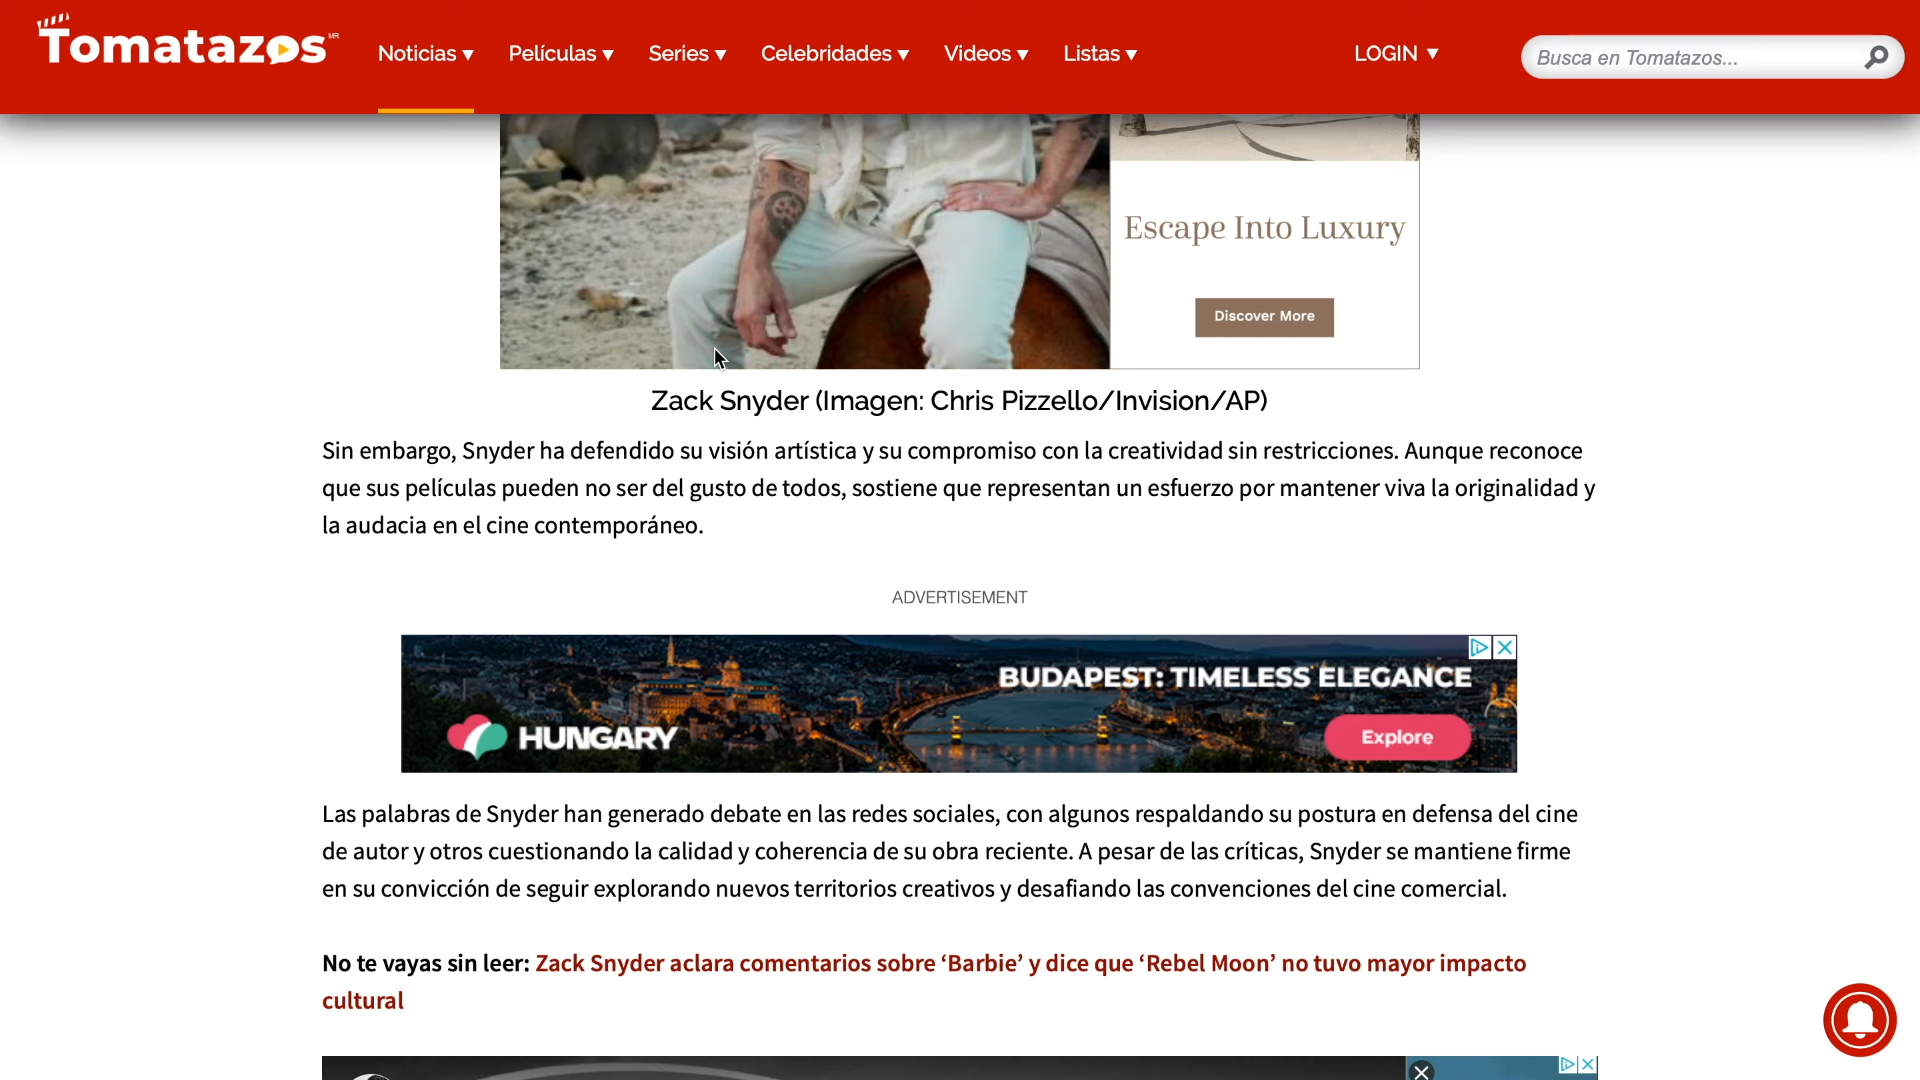 Tomatazos MR
Noticias ▼ Películas ▼ Series ▼ Celebridades ▼ Videos ▼ Listas ▼ LOGIN ▼ Busca en Tomatazos...
Escape Into Luxury
Discover More
Zack Snyder (Imagen: Chris Pizzello/Invision/AP)
Sin embargo, Snyder ha defendido su visión artística y su compromiso con la creatividad sin restricciones. Aunque reconoce
que sus películas pueden no ser del gusto de todos, sostiene que representan un esfuerzo por mantener viva la originalidad y
la audacia en el cine contemporáneo.
ADVERTISEMENT
BUDAPEST: TIMELESS ELEGANCE
HUNGARY
Explore
Las palabras de Snyder han generado debate en las redes sociales, con algunos respaldando su postura en defensa del cine
de autor y otros cuestionando la calidad y coherencia de su obra reciente. A pesar de las críticas, Snyder se mantiene firme
en su convicción de seguir explorando nuevos territorios creativos y desafiando las convenciones del cine comercial.
No te vayas sin leer: Zack Snyder aclara comentarios sobre ‘Barbie’ y dice que ‘Rebel Moon’ no tuvo mayor impacto
cultural